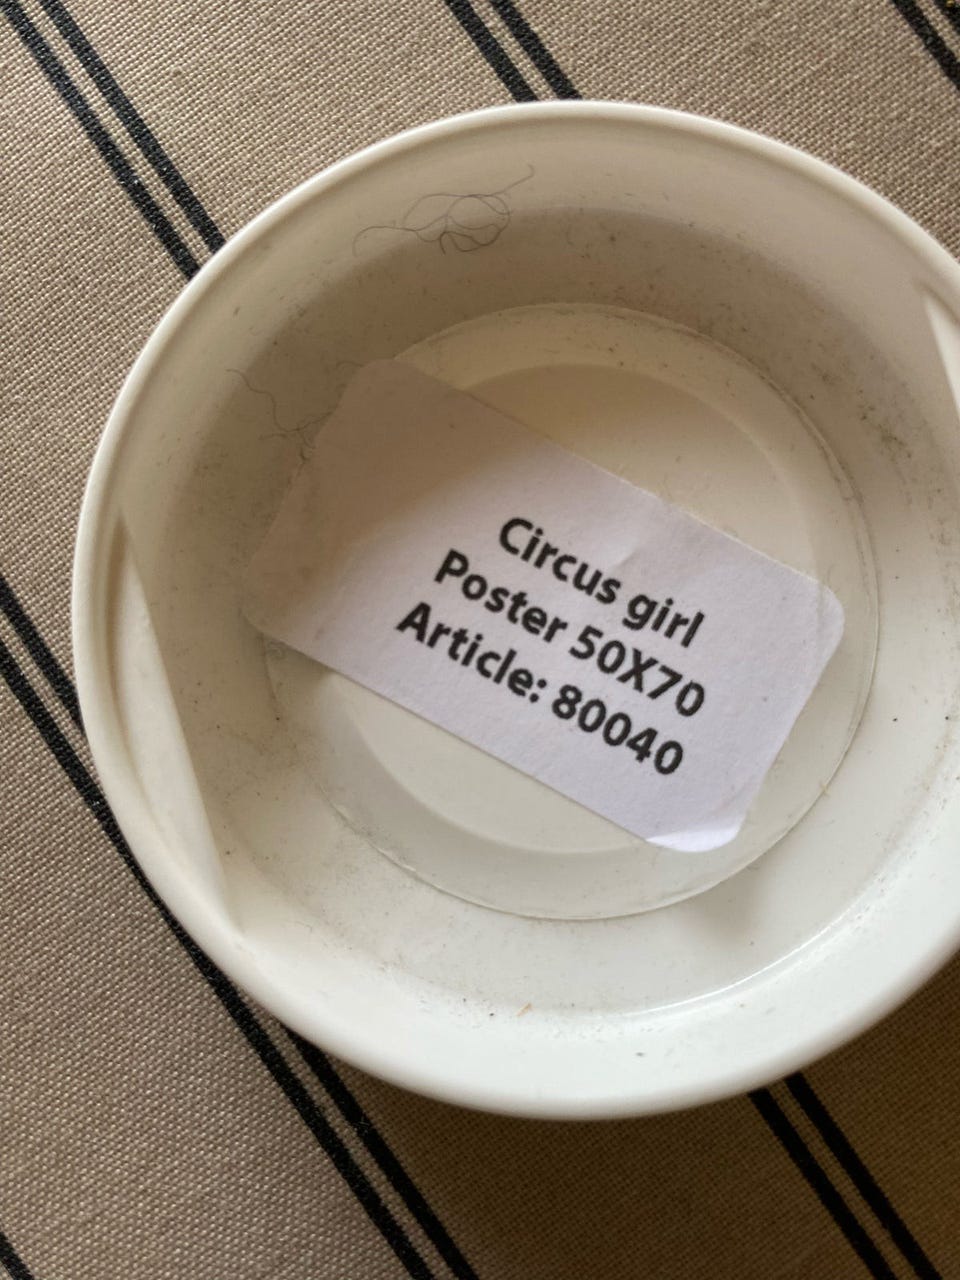 Circus girl
Poster 50X70
Article: 80040